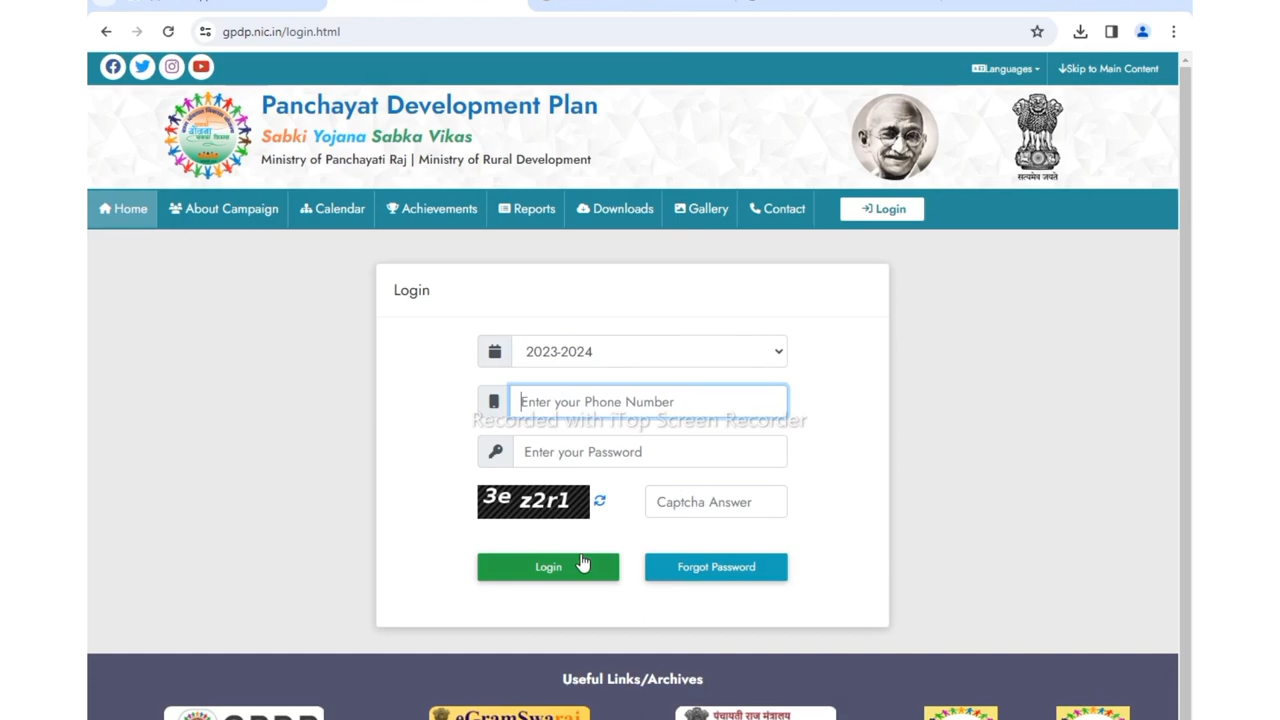 gpdp.nic.in/login.html
Languages
Skip to Main Content
Panchayat Development Plan
Sabki Yojana Sabka Vikas
Ministry of Panchayati Raj | Ministry of Rural Development
सत्यमेव जयते
Home
About Campaign
Calendar
Achievements
Reports
Downloads
Gallery
Contact
Login
Login
2023-2024
Enter your Phone Number
Recorded with iTop Screen Recorder
Enter your Password
3e z2r1
Captcha Answer
Login
Forgot Password
Useful Links/Archives
eGramSwaraj
पंचायती राज मंत्रालय